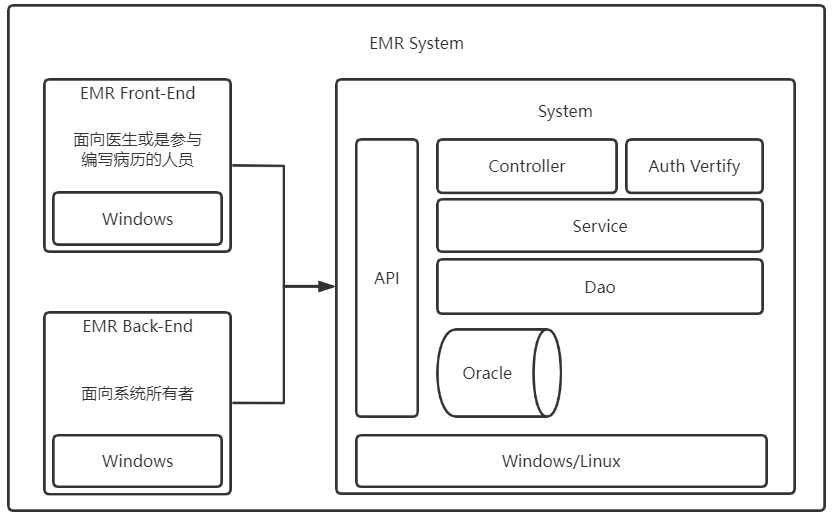 EMR System
EMR Front-End
面向医生或是参与
编写病历的人员
Windows
EMR Back-End
面向系统所有者
Windows
System
API
Controller
Auth Vertify
Service
Dao
Oracle
Windows/Linux